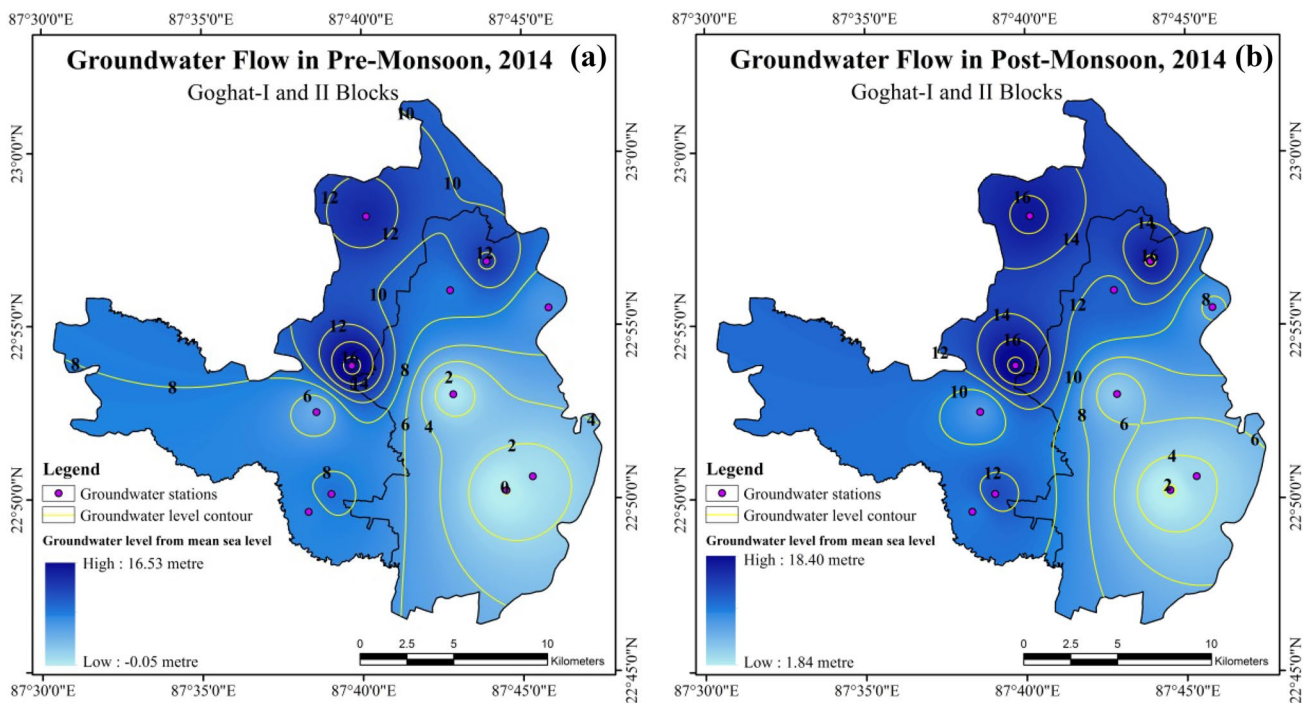 87°30'0"E 87°35'0"E 87°40'0"E 87°45'0"E
Groundwater Flow in Pre-Monsoon, 2014 (a)
Goghat-I and II Blocks
10
23°0'0"N
10
12
12
12
10
22°55'0"N
12
16
14
8
8
8
2
6
6
4
4
2
8
0
22°50'0"N
Legend
Groundwater stations
Groundwater level contour
Groundwater level from mean sea level
High : 16.53 metre
Low : -0.05 metre
0 2.5 5 10
Kilometers
22°45'0"N
87°30'0"E 87°35'0"E 87°40'0"E 87°45'0"E
87°35'0"E 87°40'0"E 87°45'0"E
Groundwater Flow in Post-Monsoon, 2014 (b)
Goghat-I and II Blocks
23°0'0"N
16
14
14
16
8
12
14
22°55'0"N
16
12
10
10
8
6
6
4
12
2
22°50'0"N
Legend
Groundwater stations
Groundwater level contour
Groundwater level from mean sea level
High : 18.40 metre
Low : 1.84 metre
0 2.5 5 10
Kilometers
22°45'0"N
87°30'0"E 87°35'0"E 87°40'0"E 87°45'0"E